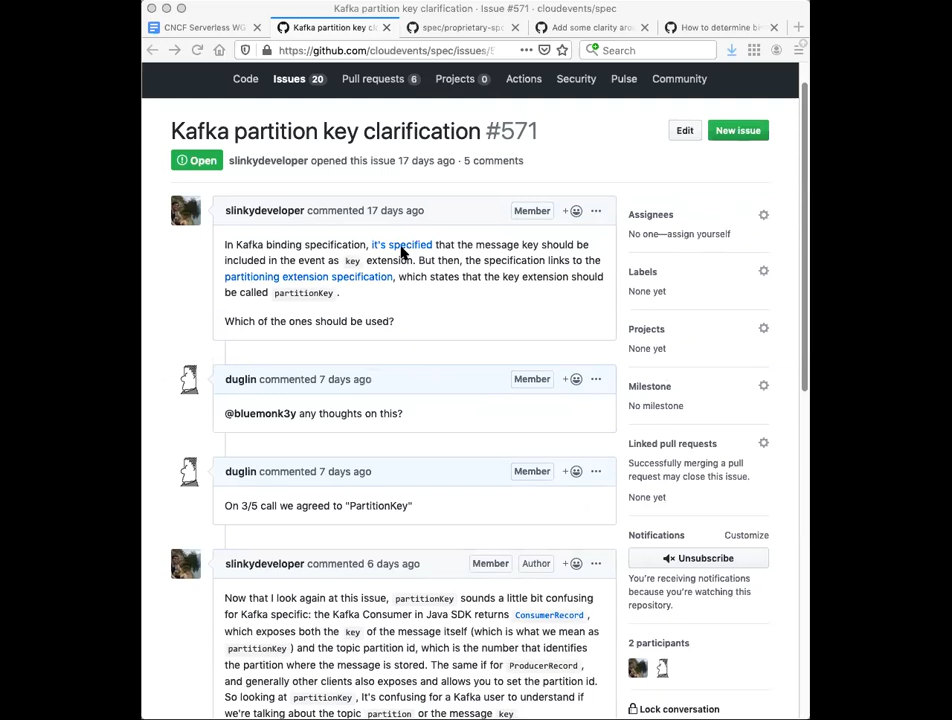 Kafka partition key clarification · Issue #571 · cloudevents/spec
CNCF Serverless WG
Kafka partition key cl
spec/proprietary-sp
Add some clarity aro
How to determine bi
https://github.com/cloudevents/spec/issues/5
Search
Code Issues 20 Pull requests 6 Projects 0 Actions Security Pulse Community
Kafka partition key clarification #571
Edit
New issue
Open slinkydeveloper opened this issue 17 days ago · 5 comments
slinkydeveloper commented 17 days ago
Member
In Kafka binding specification, it's specified that the message key should be
included in the event as key extension. But then, the specification links to the
partitioning extension specification, which states that the key extension should
be called partitionKey .
Which of the ones should be used?
duglin commented 7 days ago
Member
@bluemonk3y any thoughts on this?
duglin commented 7 days ago
Member
On 3/5 call we agreed to "PartitionKey"
slinkydeveloper commented 6 days ago
Member Author
Now that I look again at this issue, partitionKey sounds a little bit confusing
for Kafka specific: the Kafka Consumer in Java SDK returns ConsumerRecord ,
which exposes both the key of the message itself (which is what we mean as
partitionKey ) and the topic partition id, which is the number that identifies
the partition where the message is stored. The same if for ProducerRecord ,
and generally other clients also exposes and allows you to set the partition id.
So looking at partitionKey , It's confusing for a Kafka user to understand if
we're talking about the topic partition or the message key
Assignees
No one—assign yourself
Labels
None yet
Projects
None yet
Milestone
No milestone
Linked pull requests
Successfully merging a pull
request may close this issue.
None yet
Notifications Customize
Unsubscribe
You're receiving notifications
because you're watching this
repository.
2 participants
Lock conversation